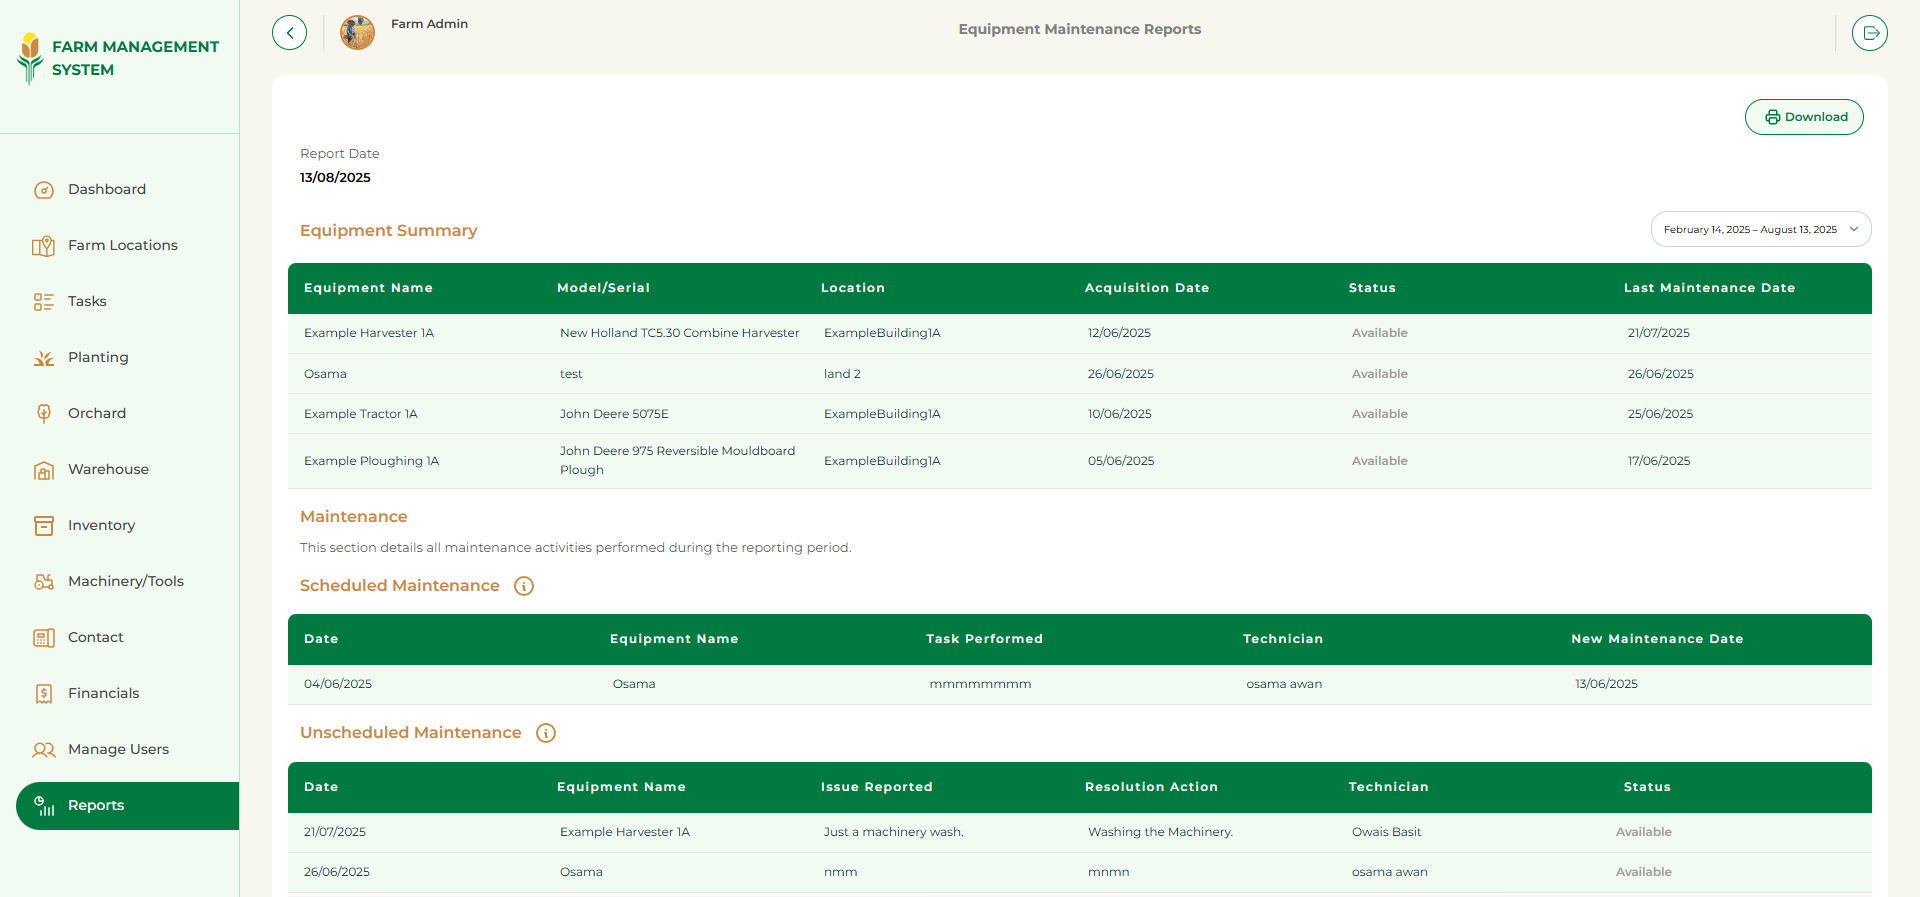 FARM MANAGEMENT
SYSTEM
Farm Admin
Equipment Maintenance Reports
Download
Dashboard
Farm Locations
Tasks
Planting
Orchard
Warehouse
Inventory
Machinery/Tools
Contact
Financials
Manage Users
Reports
Report Date
13/08/2025
Equipment Summary
February 14, 2025 – August 13, 2025
Equipment Name Model/Serial Location Acquisition Date Status Last Maintenance Date
Example Harvester 1A New Holland TC5.30 Combine Harvester ExampleBuilding1A 12/06/2025 Available 21/07/2025
Osama test land 2 26/06/2025 Available 26/06/2025
Example Tractor 1A John Deere 5075E ExampleBuilding1A 10/06/2025 Available 25/06/2025
Example Ploughing 1A John Deere 975 Reversible Mouldboard Plough ExampleBuilding1A 05/06/2025 Available 17/06/2025
Maintenance
This section details all maintenance activities performed during the reporting period.
Scheduled Maintenance
Date Equipment Name Task Performed Technician New Maintenance Date
04/06/2025 Osama mmmmmmmm osama awan 13/06/2025
Unscheduled Maintenance
Date Equipment Name Issue Reported Resolution Action Technician Status
21/07/2025 Example Harvester 1A Just a machinery wash. Washing the Machinery. Owais Basit Available
26/06/2025 Osama nmm mnmn osama awan Available